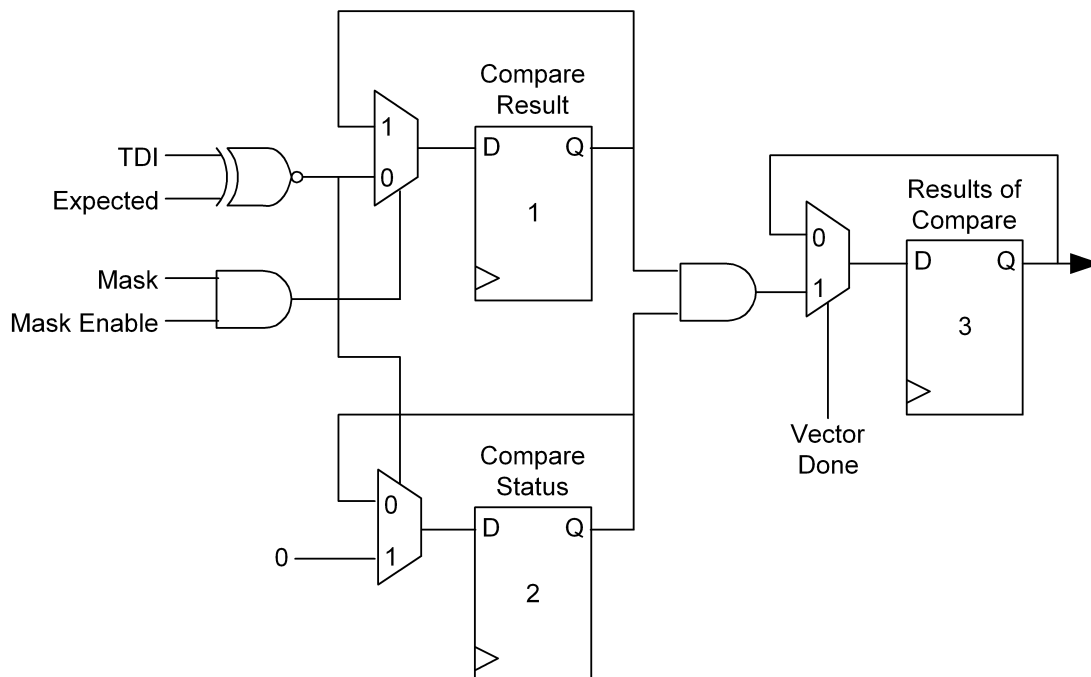 Compare
Result
1
D Q
TDI
0
Expected
1
Mask
Mask Enable
Results of
Compare
0
D Q
1
3
Vector
Done
Compare
Status
0
D Q
0
1
2